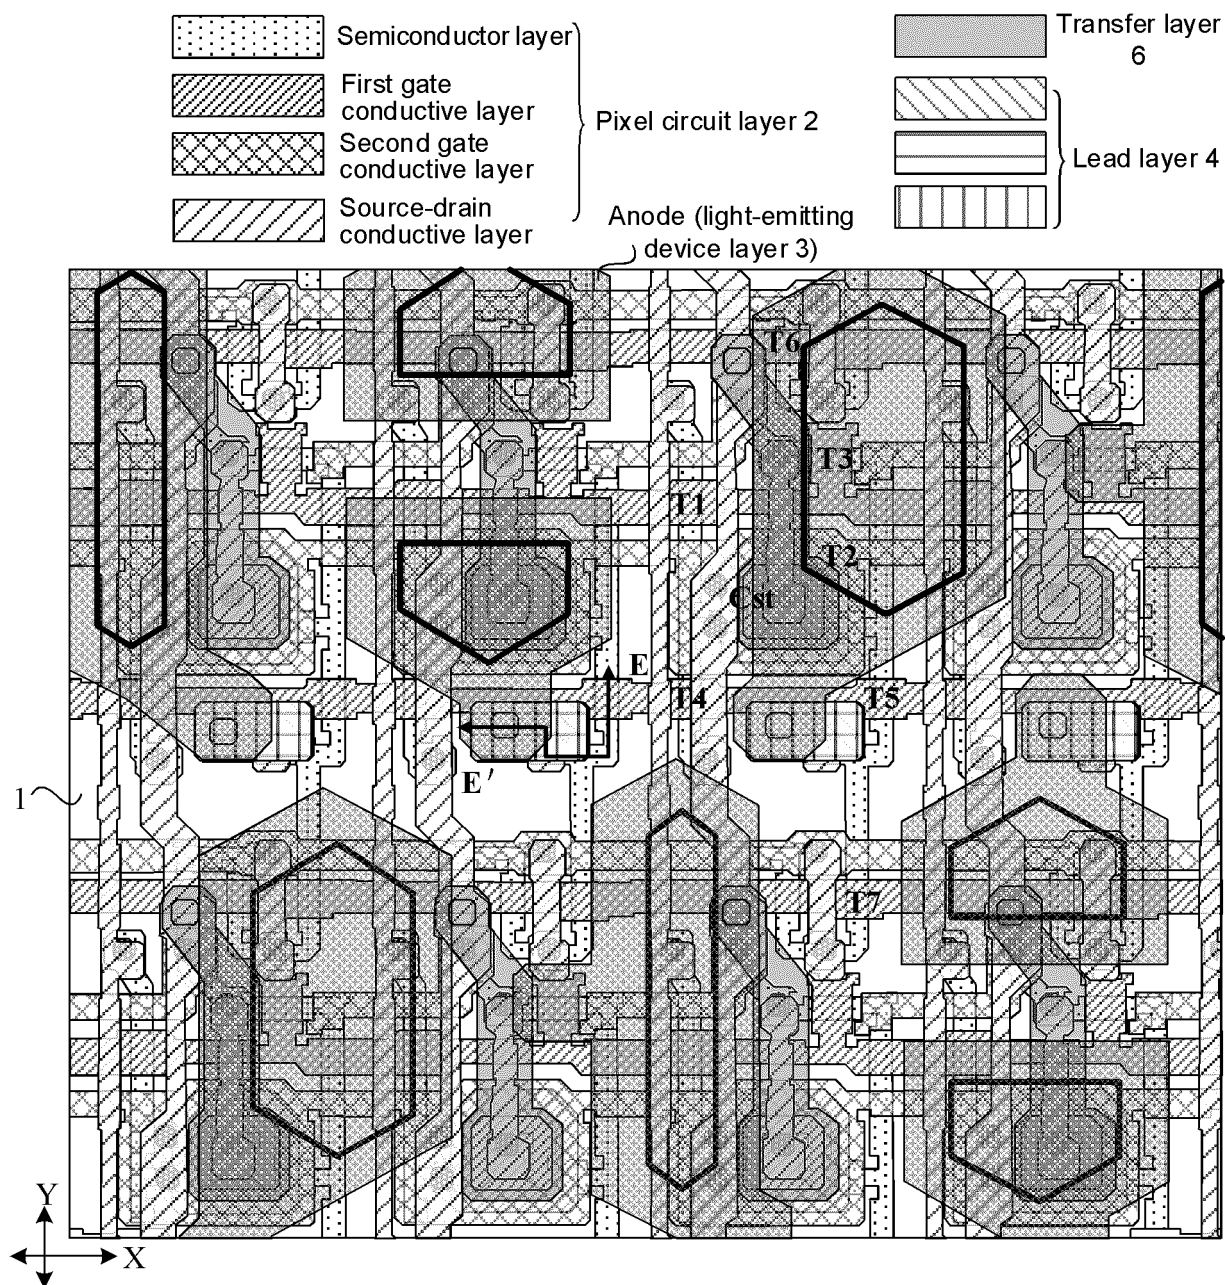 Semiconductor layer
First gate
conductive layer
Second gate
conductive layer
Source-drain
conductive layer
Pixel circuit layer 2
Transfer layer
6
Lead layer 4
Anode (light-emitting
device layer 3)
T6
T3
T1
T2
Cst
E
T4
T5
E′
1
T7
Y
X